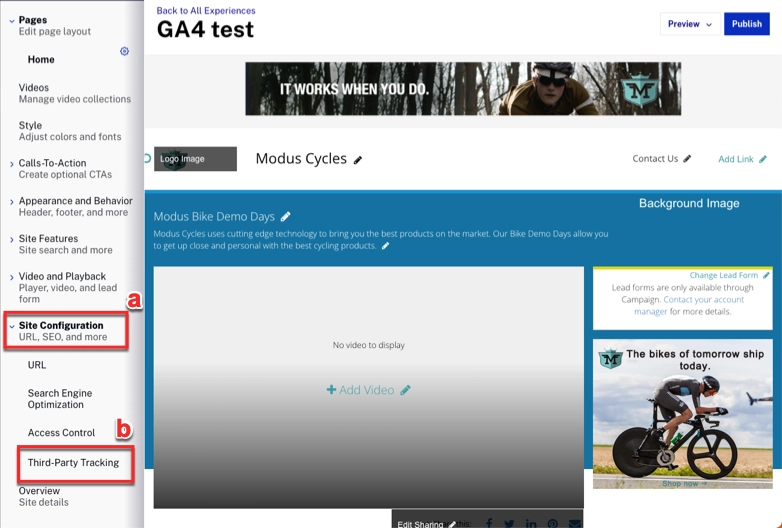 Pages
Edit page layout
Home
Videos
Manage video collections
Style
Adjust colors and fonts
Calls-To-Action
Create optional CTAs
Appearance and Behavior
Header, footer, and more
Site Features
Site search and more
Video and Playback
Player, video, and lead
form
a
Site Configuration
URL, SEO, and more
URL
Search Engine
Optimization
Access Control
b
Third-Party Tracking
Overview
Site details
Back to All Experiences
GA4 test
Preview
Publish
IT WORKS WHEN YOU DO.
M
Logo Image
Modus Cycles
Contact Us
Add Link
Background Image
Modus Bike Demo Days
Modus Cycles uses cutting edge technology to bring you the best products on the market. Our Bike Demo Days allow you
to get up close and personal with the best cycling products.
No video to display
Add Video
Change Lead Form
Lead forms are only available through
Campaign. Contact your account
manager for more details.
M
The bikes of tomorrow ship
today.
Shop now →
Edit Sharing
his: